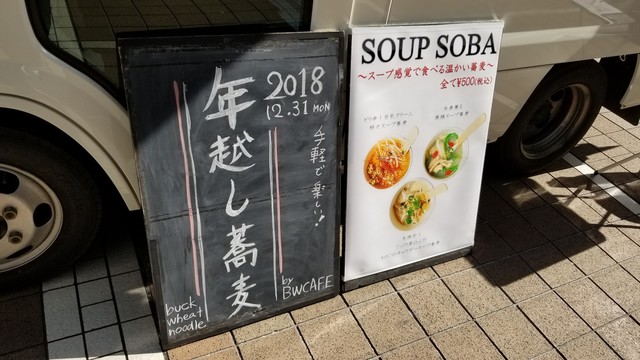 年越し蕎麦
2018
12.31 MON
手軽で楽しい!
by
BWCAFE
buck
wheat
noodle
SOUP SOBA
～スープ感覚で食べる温かい蕎麦～
全て¥500(税込)